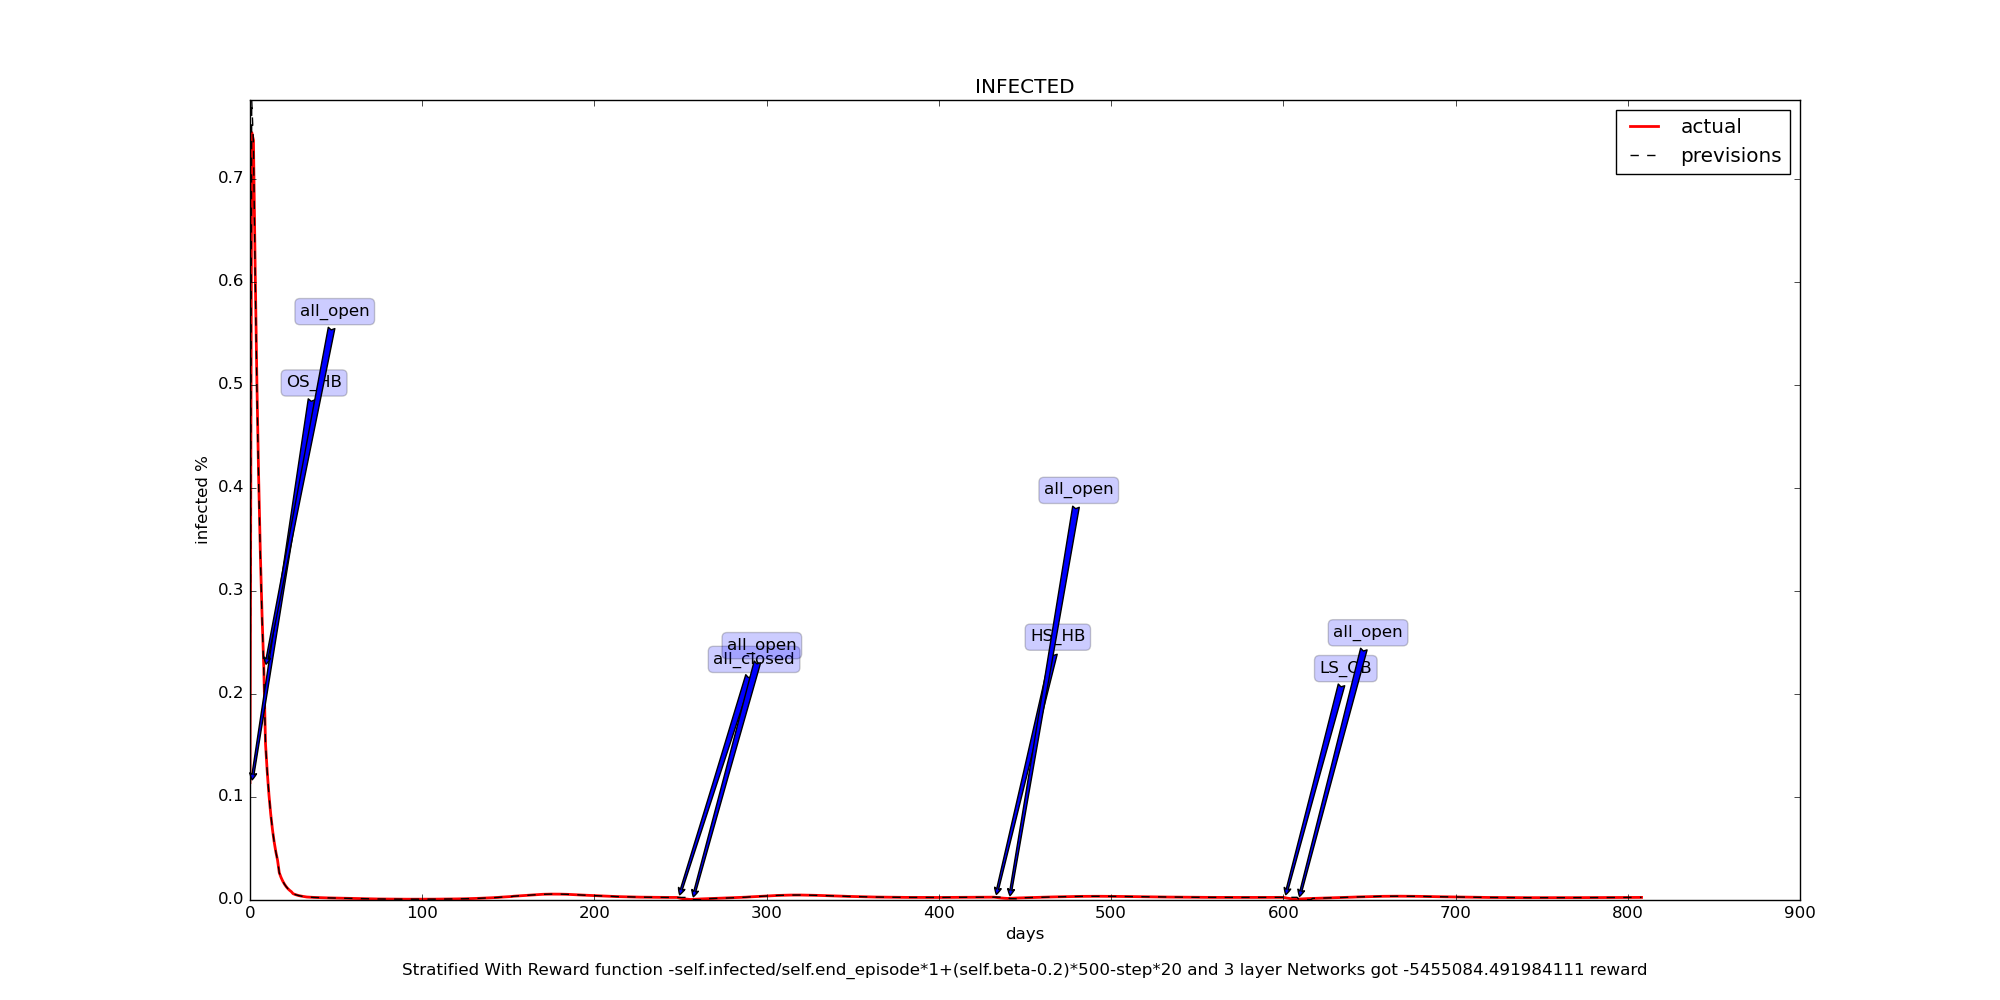 INFECTED
actual
previsions
0.7
0.6
0.5
0.4
0.3
0.2
0.1
0.0
infected %
all_open
OS_HB
all_open
all_closed
all_open
HS_HB
all_open
LS_OB
0 100 200 300 400 500 600 700 800 900
days
Stratified With Reward function -self.infected/self.end_episode*1+(self.beta-0.2)*500-step*20 and 3 layer Networks got -5455084.491984111 reward